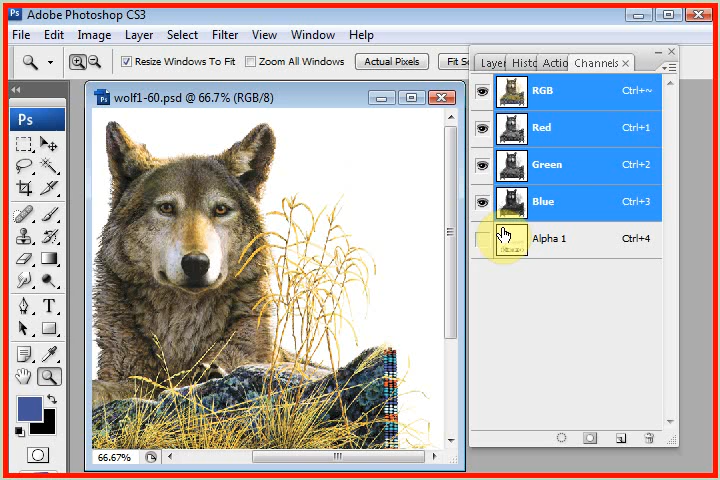 Ps Adobe Photoshop CS3
File Edit Image Layer Select Filter View Window Help
Resize Windows To Fit Zoom All Windows Actual Pixels Fit S
Layer Histo Actio Channels x
Ps
wolf1-60.psd @ 66.7% (RGB/8)
RGB Ctrl+~
Red Ctrl+1
Green Ctrl+2
Blue Ctrl+3
Alpha 1 Ctrl+4
T
66.67%